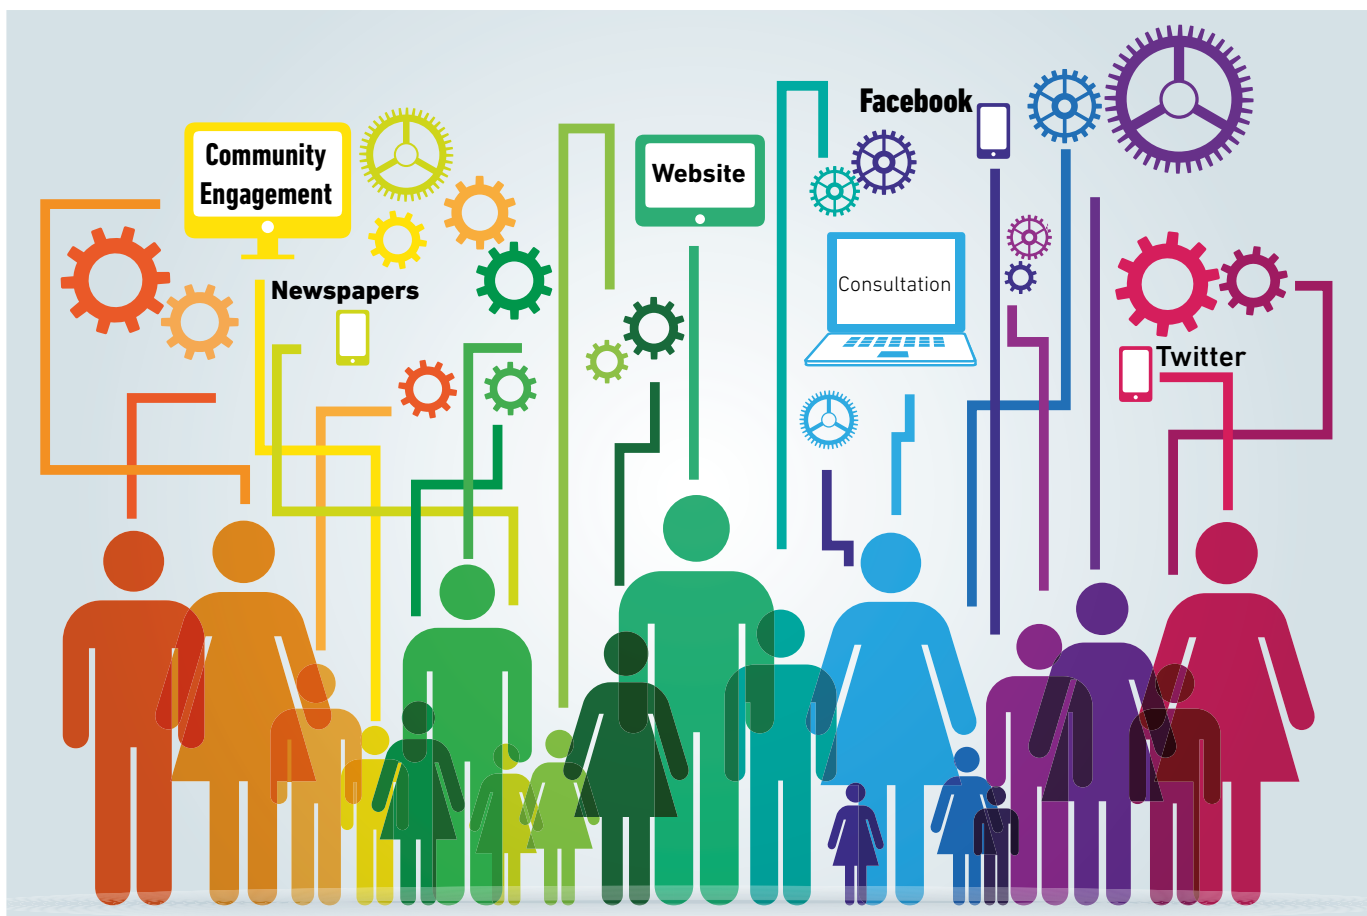 Community
Engagement
Newspapers
Website
Facebook
Consultation
Twitter